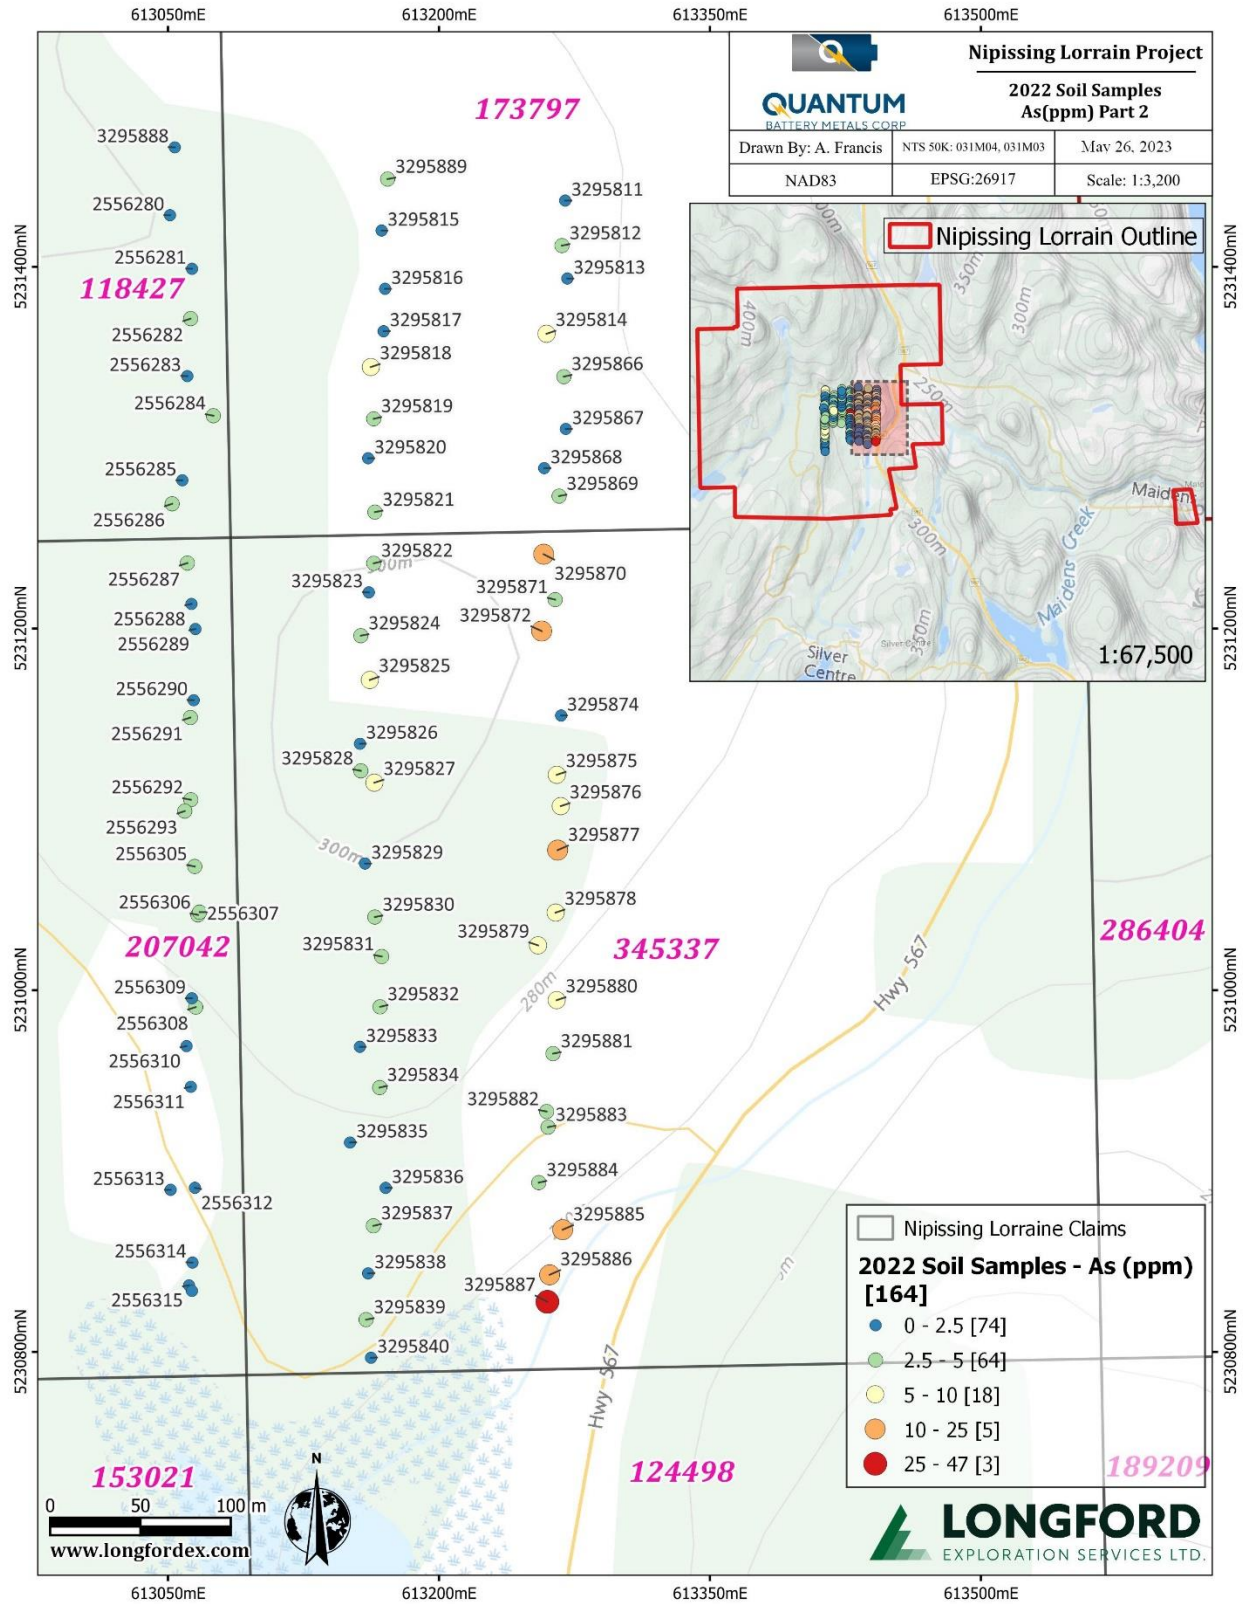 613050mE
613200mE
613350mE
613500mE
QUANTUM
BATTERY METALS CORP
Nipissing Lorrain Project
2022 Soil Samples
As(ppm) Part 2
Drawn By: A. Francis
NTS 50K: 031M04, 031M03
May 26, 2023
NAD83
EPSG:26917
Scale: 1:3,200
Nipissing Lorrain Outline
400m
350m
300m
250m
300m
350m
Maidens
Maidens Creek
Silver Centre
Silver
Centre
1:67,500
5231400mN
5231200mN
5231000mN
5230800mN
5231400mN
5231200mN
5231000mN
5230800mN
173797
118427
207042
345337
286404
153021
124498
189209
3295888
2556280
2556281
2556282
2556283
2556284
2556285
2556286
2556287
2556288
2556289
2556290
2556291
2556292
2556293
2556305
2556306
2556307
2556309
2556308
2556310
2556311
2556313
2556312
2556314
2556315
3295889
3295815
3295816
3295817
3295818
3295819
3295820
3295821
3295822
3295823
3295824
3295825
3295826
3295828
3295827
3295829
3295830
3295831
3295832
3295833
3295834
3295835
3295836
3295837
3295838
3295839
3295840
3295811
3295812
3295813
3295814
3295866
3295867
3295868
3295869
3295870
3295871
3295872
3295874
3295875
3295876
3295877
3295878
3295879
3295880
3295881
3295882
3295883
3295884
3295885
3295886
3295887
300m
300m
280m
Hwy 567
Hwy 567
Nipissing Lorraine Claims
2022 Soil Samples - As (ppm)
[164]
0 - 2.5 [74]
2.5 - 5 [64]
5 - 10 [18]
10 - 25 [5]
25 - 47 [3]
N
0 50 100 m
www.longfordex.com
LONGFORD
EXPLORATION SERVICES LTD.
613050mE
613200mE
613350mE
613500mE